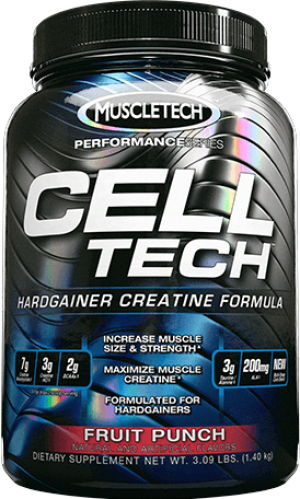 MUSCLETECH
PERFORMANCE SERIES
CELL
TECH
HARDGAINER CREATINE FORMULA
INCREASE MUSCLE
SIZE & STRENGTH*
MAXIMIZE MUSCLE
CREATINE*
FORMULATED FOR
HARDGAINERS
7g
3g
2g
BCAAs
3g
200mg
ALA
NEW
FRUIT PUNCH
NATURAL AND ARTIFICIAL FLAVORS
DIETARY SUPPLEMENT NET WT. 3.09 LBS. (1.40 kg)